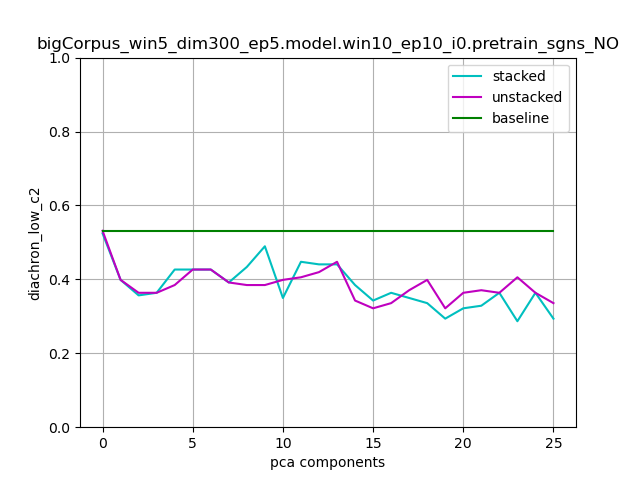 bigCorpus_win5_dim300_ep5.model.win10_ep10_i0.pretrain_sgns_NO
stacked
unstacked
baseline
diachron_low_c2
1.0
0.8
0.6
0.4
0.2
0.0
0 5 10 15 20 25
pca components